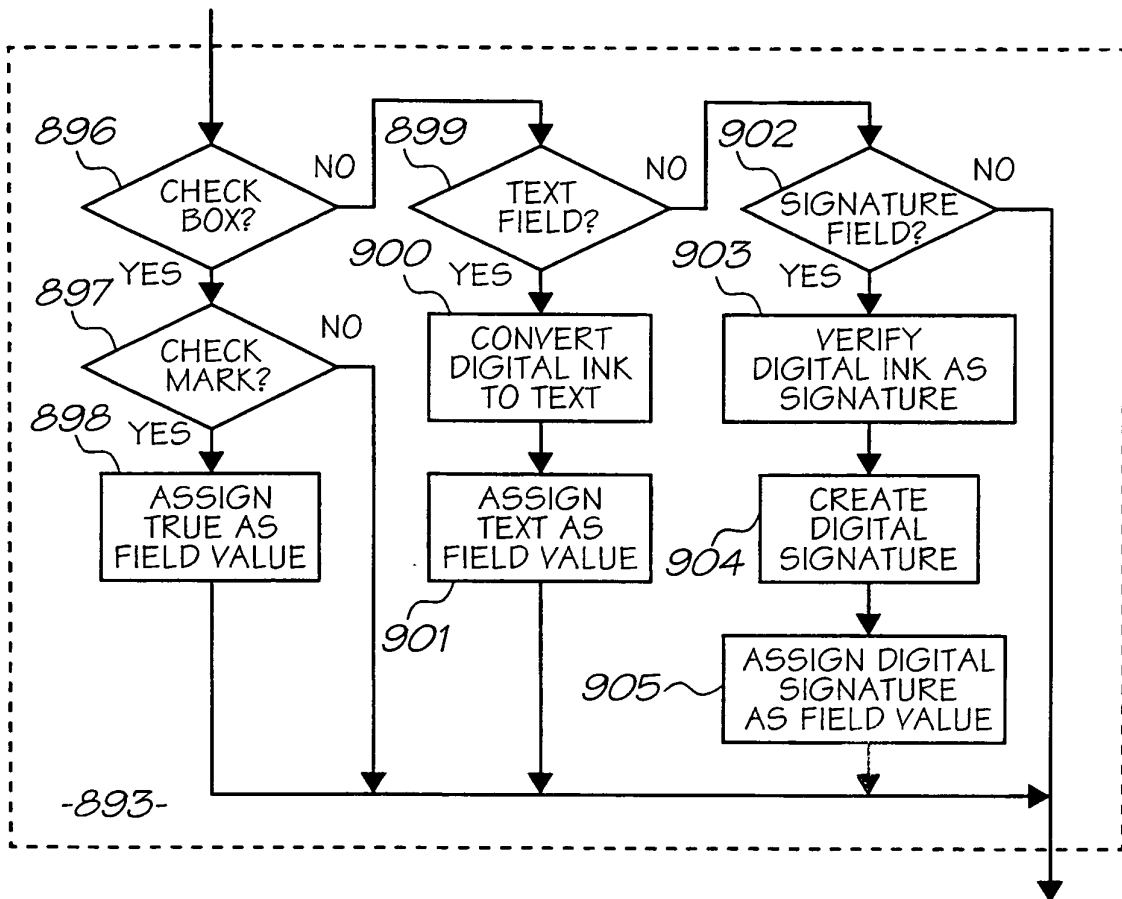 896
CHECK
BOX?
NO
YES
897
CHECK
MARK?
NO
YES
898
ASSIGN
TRUE AS
FIELD VALUE
899
TEXT
FIELD?
NO
YES
900
CONVERT
DIGITAL INK
TO TEXT
ASSIGN
TEXT AS
FIELD VALUE
901
902
SIGNATURE
FIELD?
NO
YES
903
VERIFY
DIGITAL INK AS
SIGNATURE
CREATE
DIGITAL
SIGNATURE
904
ASSIGN DIGITAL
SIGNATURE
AS FIELD VALUE
905
-893-